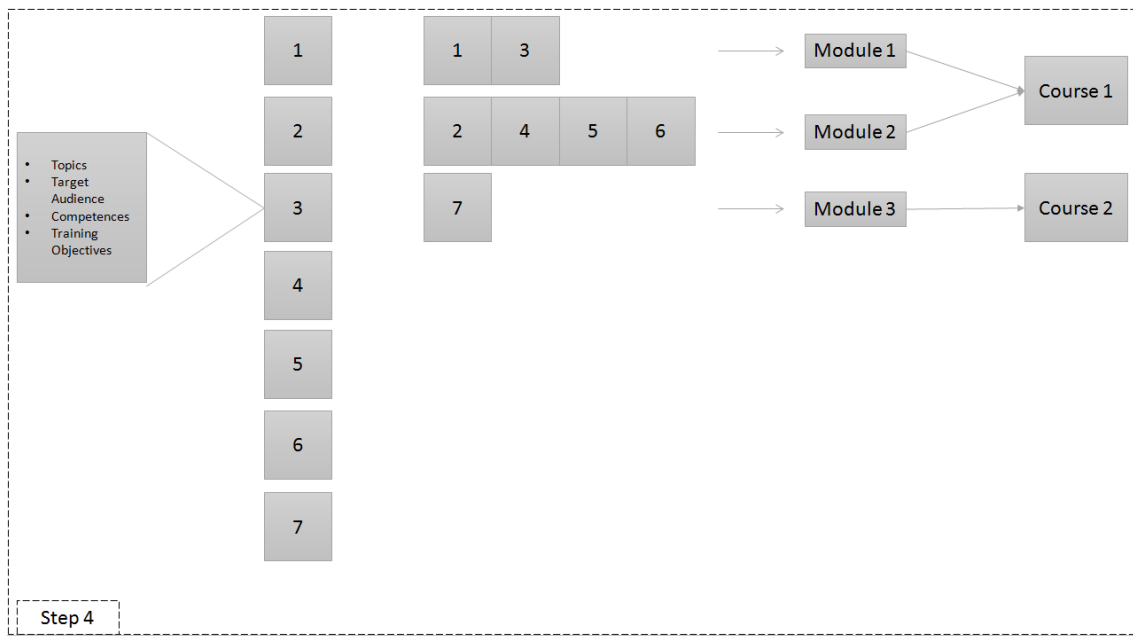 1
2
3
4
5
6
7
• Topics
• Target
Audience
• Competences
• Training
Objectives
1 3
2 4 5 6
7
Module 1
Module 2
Module 3
Course 1
Course 2
Step 4